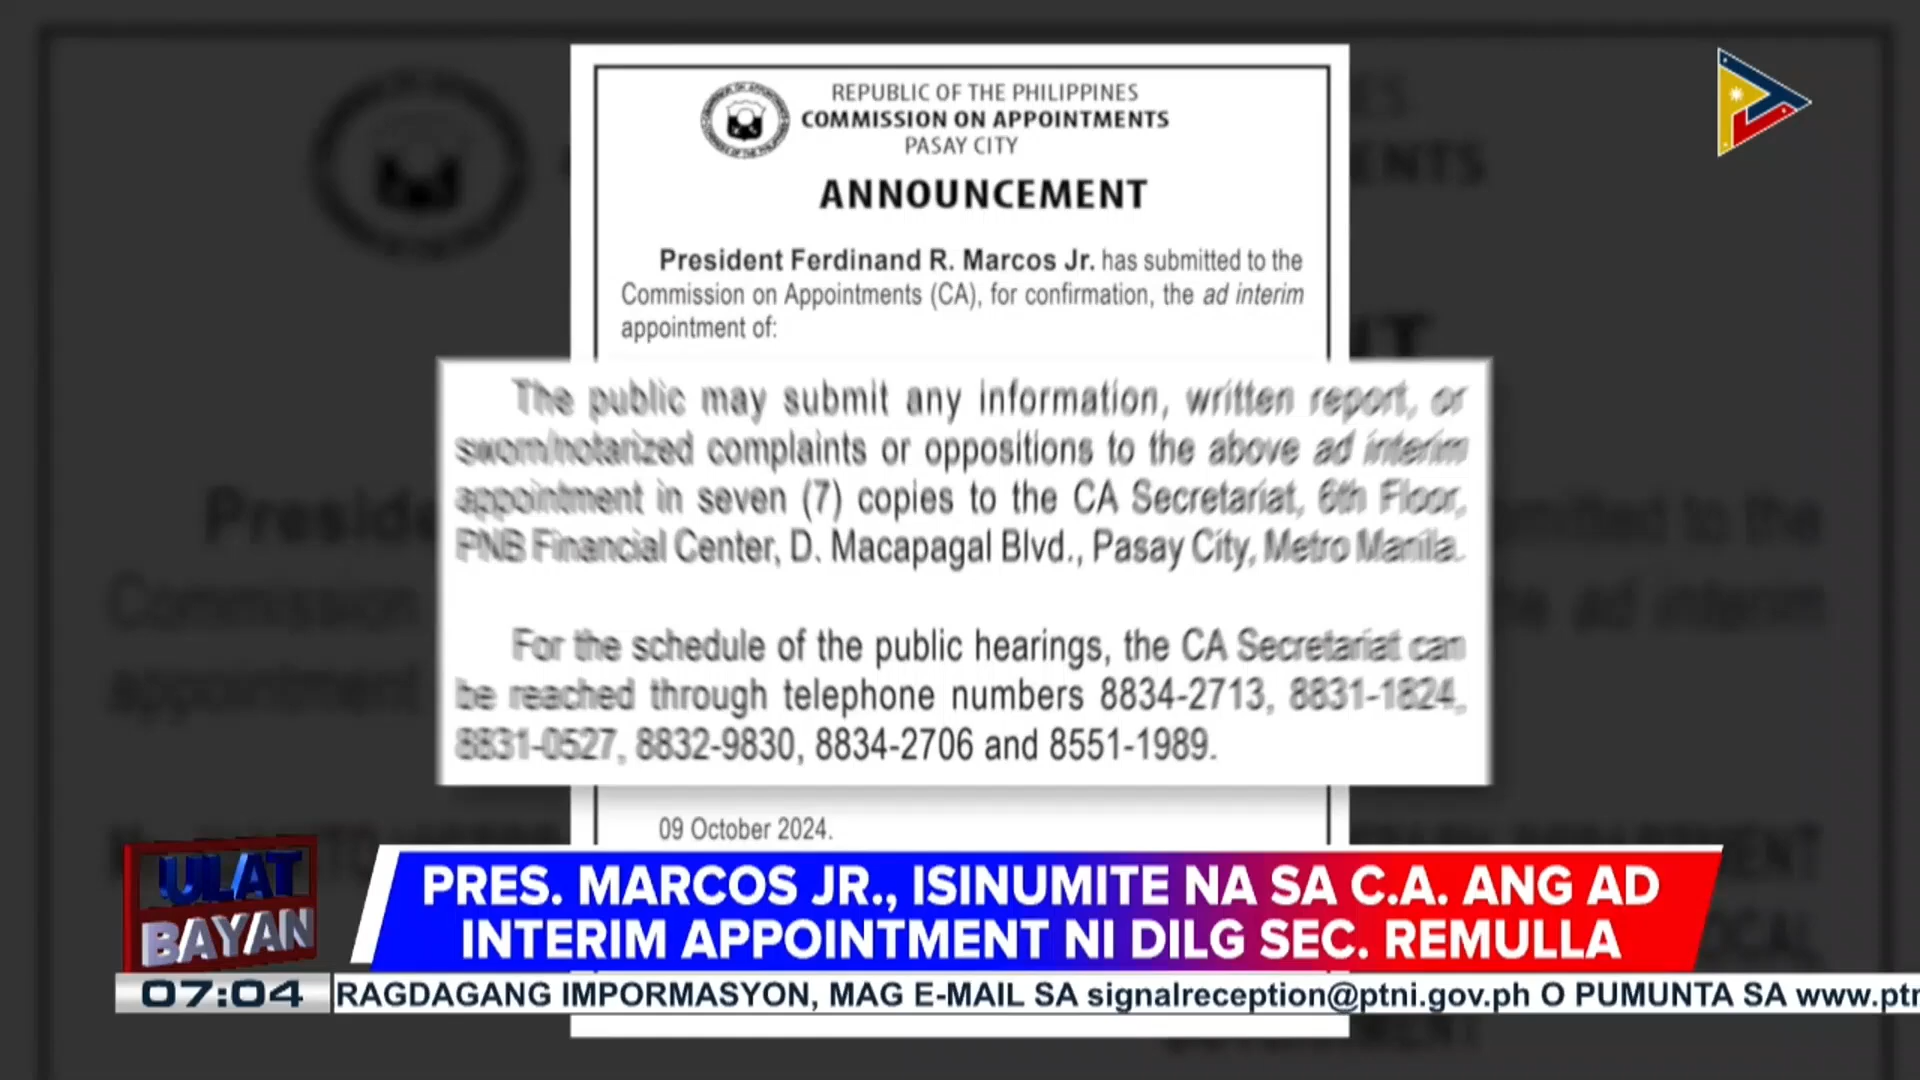 REPUBLIC OF THE PHILIPPINES
COMMISSION ON APPOINTMENTS
PASAY CITY
ANNOUNCEMENT
President Ferdinand R. Marcos Jr. has submitted to the
Commission on Appointments (CA), for confirmation, the ad interim
appointment of:
The public may submit any information, written report, or
sworn/notarized complaints or oppositions to the above ad interim
appointment in seven (7) copies to the CA Secretariat, 6th Floor,
PNB Financial Center, D. Macapagal Blvd., Pasay City, Metro Manila.
For the schedule of the public hearings, the CA Secretariat can
be reached through telephone numbers 8834-2713, 8831-1824,
8831-0527, 8832-9830, 8834-2706 and 8551-1989.
09 October 2024.
ULAT
BAYAN
PRES. MARCOS JR., ISINUMITE NA SA C.A. ANG AD
INTERIM APPOINTMENT NI DILG SEC. REMULLA
07:04
RAGDAGANG IMPORMASYON, MAG E-MAIL SA signalreception@ptni.gov.ph O PUMUNTA SA www.ptn